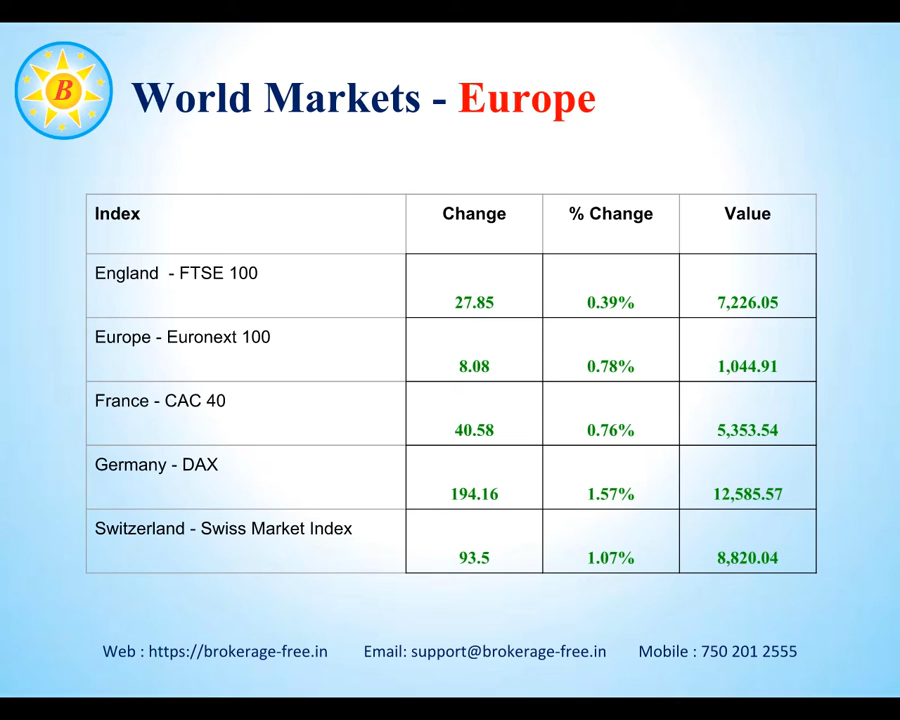 B
World Markets - Europe
Index Change % Change Value
England - FTSE 100 27.85 0.39% 7,226.05
Europe - Euronext 100 8.08 0.78% 1,044.91
France - CAC 40 40.58 0.76% 5,353.54
Germany - DAX 194.16 1.57% 12,585.57
Switzerland - Swiss Market Index 93.5 1.07% 8,820.04
Web : https://brokerage-free.in Email: support@brokerage-free.in Mobile : 750 201 2555